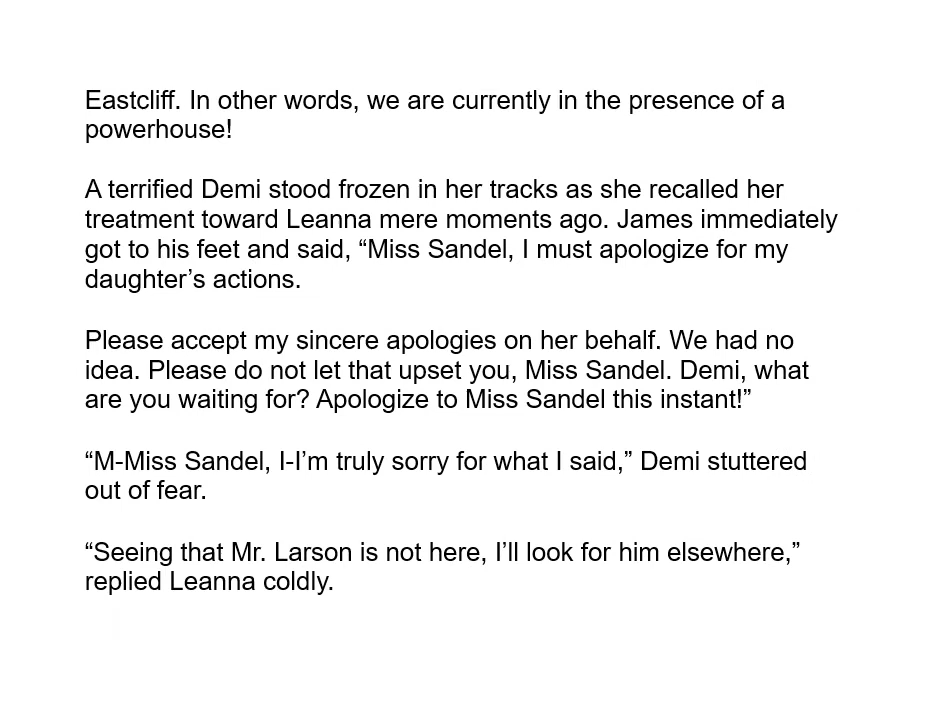 Eastcliff. In other words, we are currently in the presence of a
powerhouse!
A terrified Demi stood frozen in her tracks as she recalled her
treatment toward Leanna mere moments ago. James immediately
got to his feet and said, “Miss Sandel, I must apologize for my
daughter’s actions.
Please accept my sincere apologies on her behalf. We had no
idea. Please do not let that upset you, Miss Sandel. Demi, what
are you waiting for? Apologize to Miss Sandel this instant!”
“M-Miss Sandel, I-I’m truly sorry for what I said,” Demi stuttered
out of fear.
“Seeing that Mr. Larson is not here, I’ll look for him elsewhere,”
replied Leanna coldly.